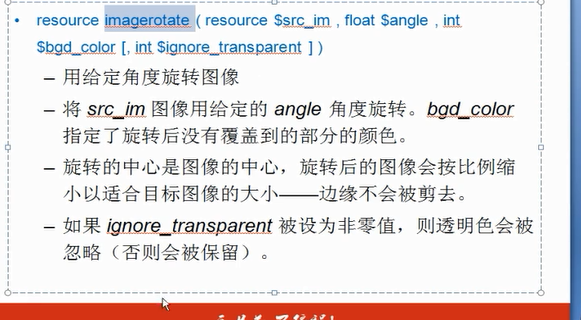 • resource imagerotate ( resource $src_im , float $angle , int
$bgd_color [, int $ignore_transparent ] )
– 用给定角度旋转图像
– 将 src_im 图像用给定的 angle 角度旋转。bgd_color
指定了旋转后没有覆盖到的部分的颜色。
– 旋转的中心是图像的中心，旋转后的图像会按比例缩
小以适合目标图像的大小——边缘不会被剪去。
– 如果 ignore_transparent 被设为非零值，则透明色会被
忽略（否则会被保留）。